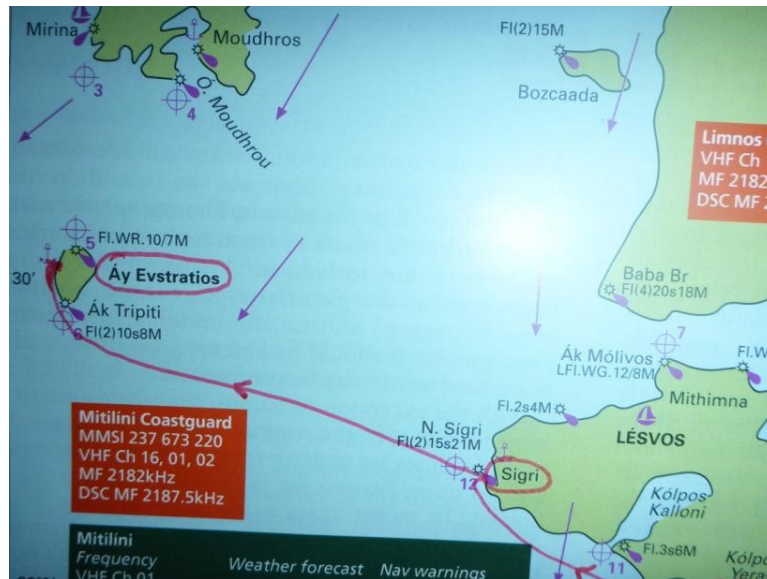 Mirina
Moudhros
3
4
O. Moudhrou
Fl(2)15M
Bozcaada
Limnos
VHF Ch
MF 2182
DSC MF 2
5
Fl.WR.10/7M
30'
Áy Evstratios
Ák Tripiti
6
Fl(2)10s8M
Baba Br
Fl(4)20s18M
7
Ák Mólivos
LFl.WG.12/8M
Fl.W
Mithimna
Fl.2s4M
LÉSVOS
N. Sígri
Fl(2)15s21M
12
Sigri
Mitilíni Coastguard
MMSI 237 673 220
VHF Ch 16, 01, 02
MF 2182kHz
DSC MF 2187.5kHz
Kólpos
Kalloni
11
Fl.3s6M
Kólpos
Yera
Mitilíni
Frequency
Weather forecast
Nav warnings
VHF Ch 01